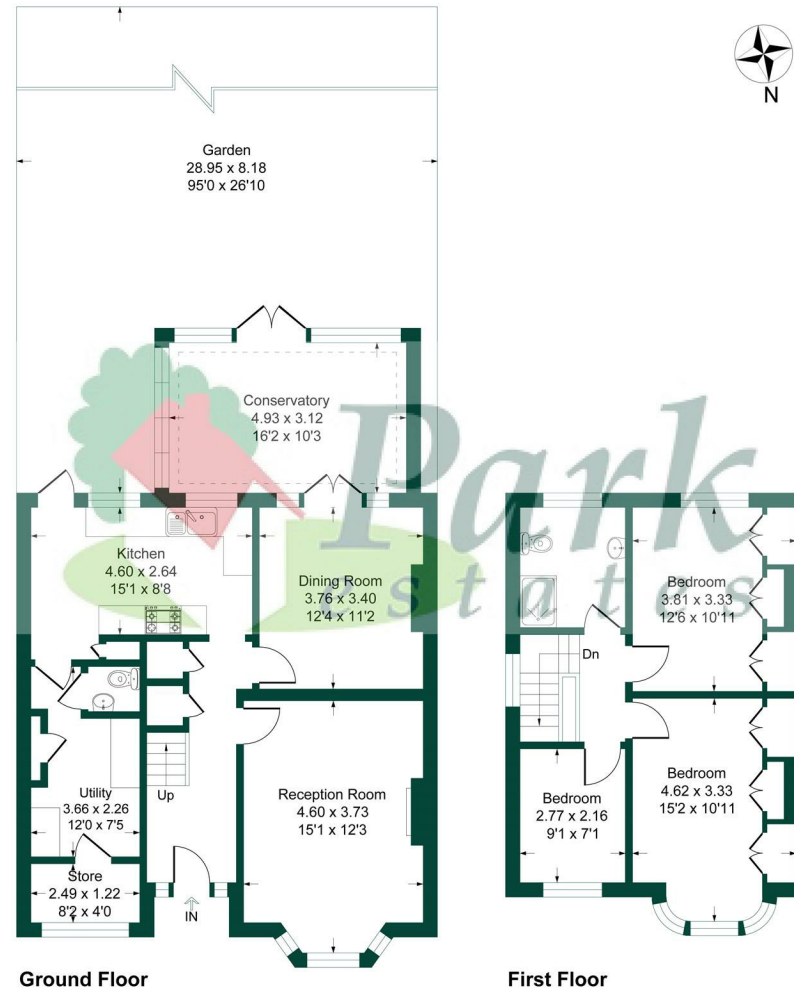 N
Garden
28.95 x 8.18
95'0 x 26'10
Conservatory
4.93 x 3.12
16'2 x 10'3
Park
estates
Kitchen
4.60 x 2.64
15'1 x 8'8
Dining Room
3.76 x 3.40
12'4 x 11'2
Bedroom
3.81 x 3.33
12'6 x 10'11
Dn
Utility
3.66 x 2.26
12'0 x 7'5
Up
Reception Room
4.60 x 3.73
15'1 x 12'3
Bedroom
2.77 x 2.16
9'1 x 7'1
Bedroom
4.62 x 3.33
15'2 x 10'11
Store
2.49 x 1.22
8'2 x 4'0
IN
Ground Floor
First Floor